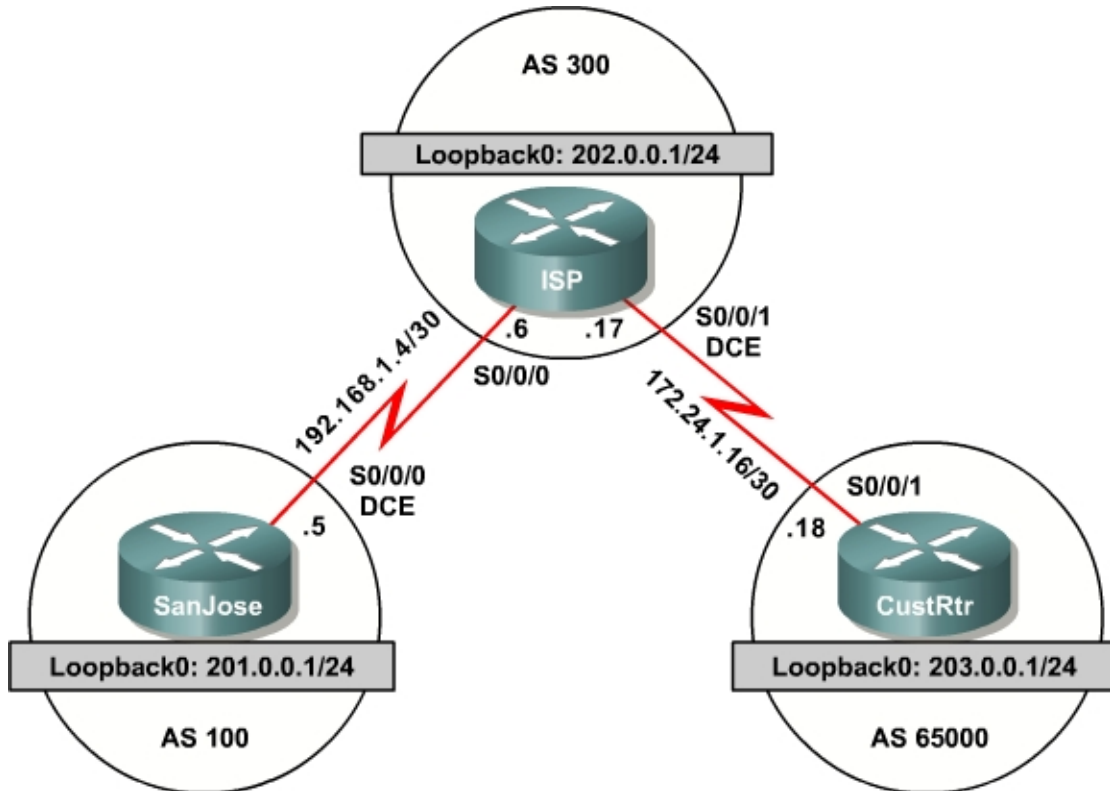 AS 300
Loopback0: 202.0.0.1/24
ISP
.6
.17
S0/0/1
DCE
S0/0/0
192.168.1.4/30
172.24.1.16/30
S0/0/0
DCE
S0/0/1
.5
.18
SanJose
CustRtr
Loopback0: 201.0.0.1/24
Loopback0: 203.0.0.1/24
AS 100
AS 65000